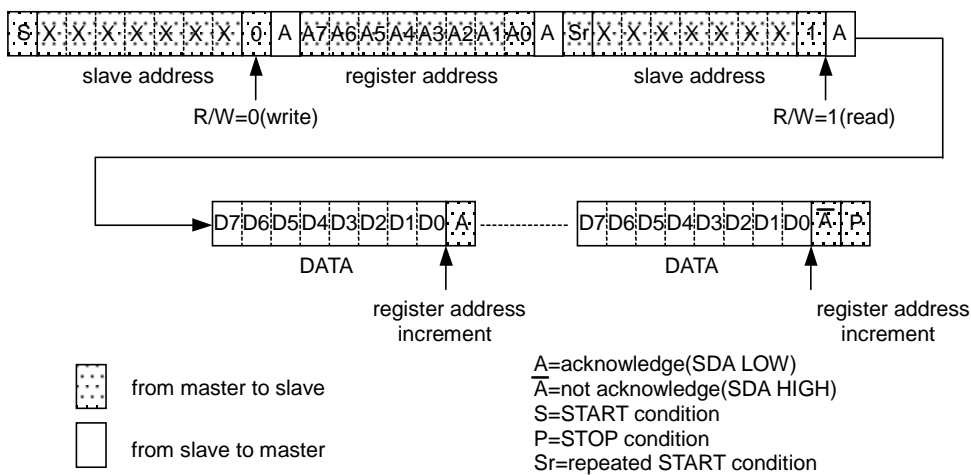 S X X X X X X X 0 A A7 A6 A5 A4 A3 A2 A1 A0 A Sr X X X X X X X 1 A
slave address register address slave address
R/W=0(write) R/W=1(read)
D7 D6 D5 D4 D3 D2 D1 D0 A D7 D6 D5 D4 D3 D2 D1 D0 A̅ P
DATA DATA
register address register address
increment increment
from master to slave
from slave to master
A=acknowledge(SDA LOW)
A̅=not acknowledge(SDA HIGH)
S=START condition
P=STOP condition
Sr=repeated START condition